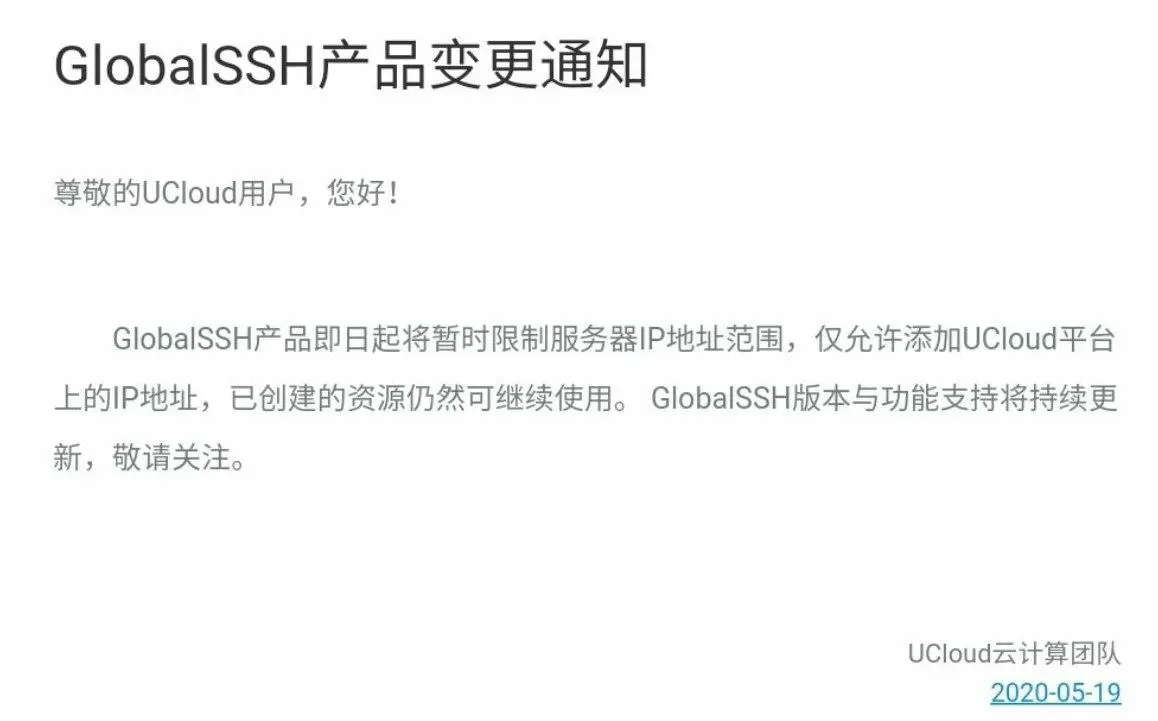 GlobalSSH产品变更通知
尊敬的UCloud用户，您好！
GlobalSSH产品即日起将暂时限制服务器IP地址范围，仅允许添加UCloud平台
上的IP地址，已创建的资源仍然可继续使用。 GlobalSSH版本与功能支持将持续更
新，敬请关注。
UCloud云计算团队
2020-05-19